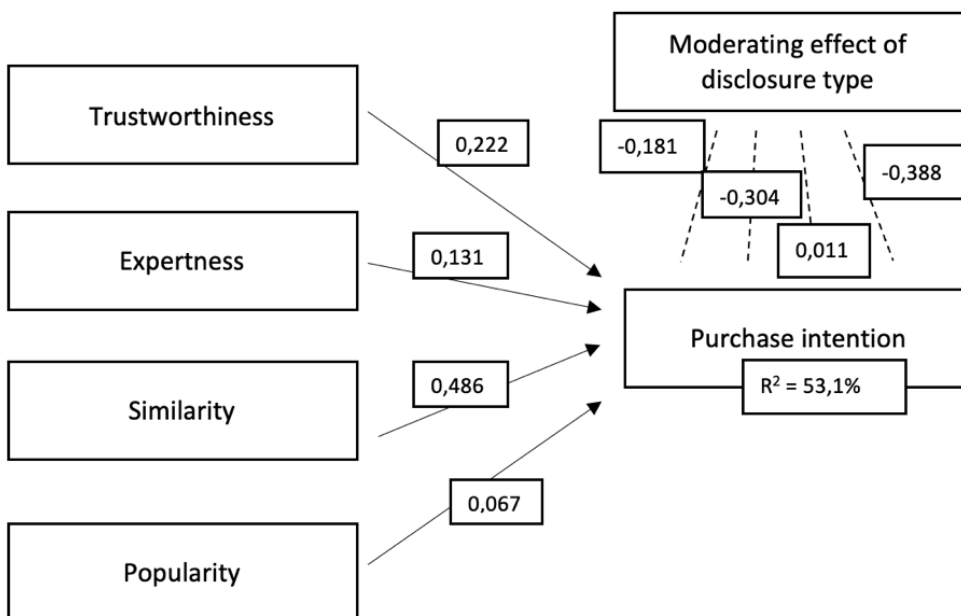 Moderating effect of
disclosure type
Trustworthiness
0,222
-0,181
-0,304
-0,388
0,011
Expertness
0,131
Purchase intention
R² = 53,1%
Similarity
0,486
0,067
Popularity